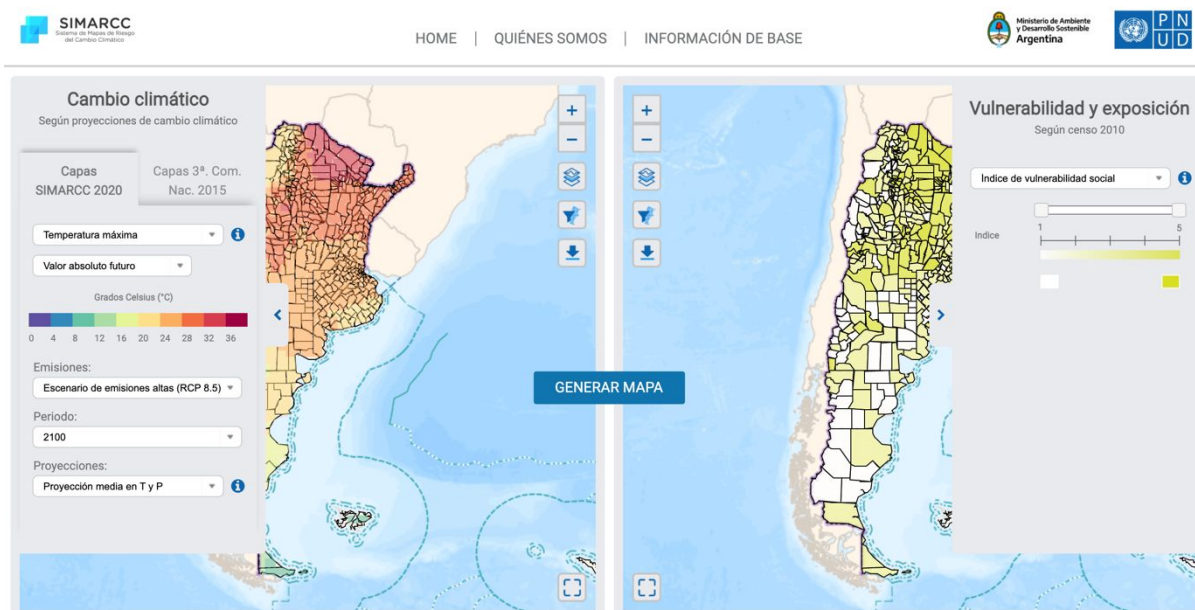 SIMARCC
Sistema de Mapas de Riesgo
del Cambio Climático
HOME | QUIÉNES SOMOS | INFORMACIÓN DE BASE
Ministerio de Ambiente
y Desarrollo Sostenible
Argentina
P N
U D
Cambio climático
Según proyecciones de cambio climático
Capas
SIMARCC 2020
Capas 3ª. Com.
Nac. 2015
Temperatura máxima
Valor absoluto futuro
Grados Celsius (°C)
0 4 8 12 16 20 24 28 32 36
Emisiones:
Escenario de emisiones altas (RCP 8.5)
Periodo:
2100
Proyecciones:
Proyección media en T y P
GENERAR MAPA
Vulnerabilidad y exposición
Según censo 2010
Indice de vulnerabilidad social
Indice
1 5